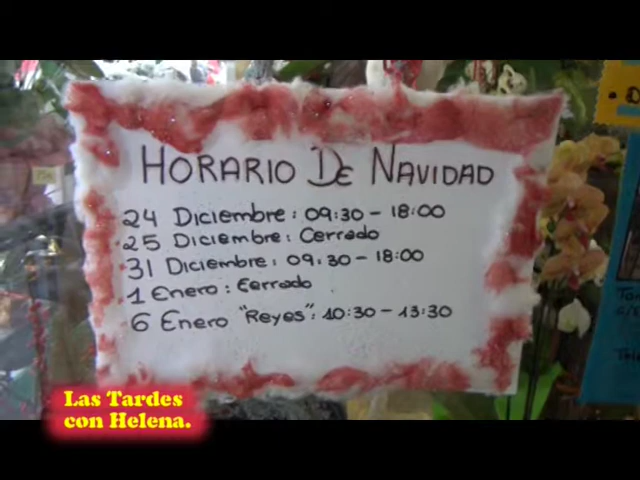 HORARIO DE NAVIDAD
24 Diciembre: 09:30 - 18:00
25 Diciembre: Cerrado
31 Diciembre: 09:30 - 18:00
1 Enero: Cerrado
6 Enero "Reyes": 10:30 - 13:30
Las Tardes
con Helena.